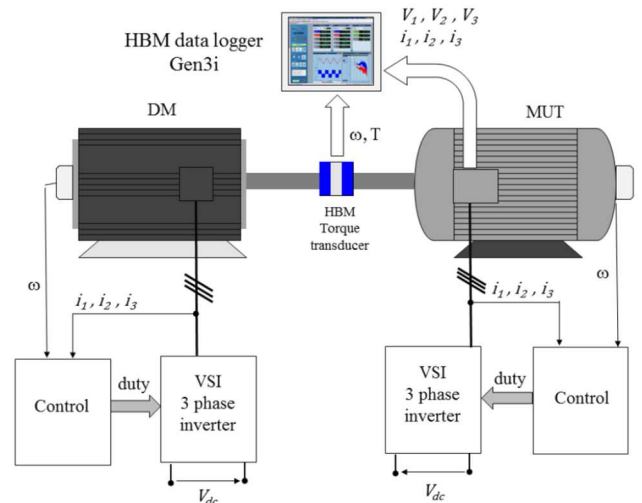 HBM data logger
Gen3i
V1 , V2 , V3
i1 , i2 , i3
DM
ω, T
MUT
HBM
Torque
transducer
ω
i1 , i2 , i3
i1 , i2 , i3
ω
Control
duty
VSI
3 phase
inverter
VSI
3 phase
inverter
duty
Control
Vdc
Vdc